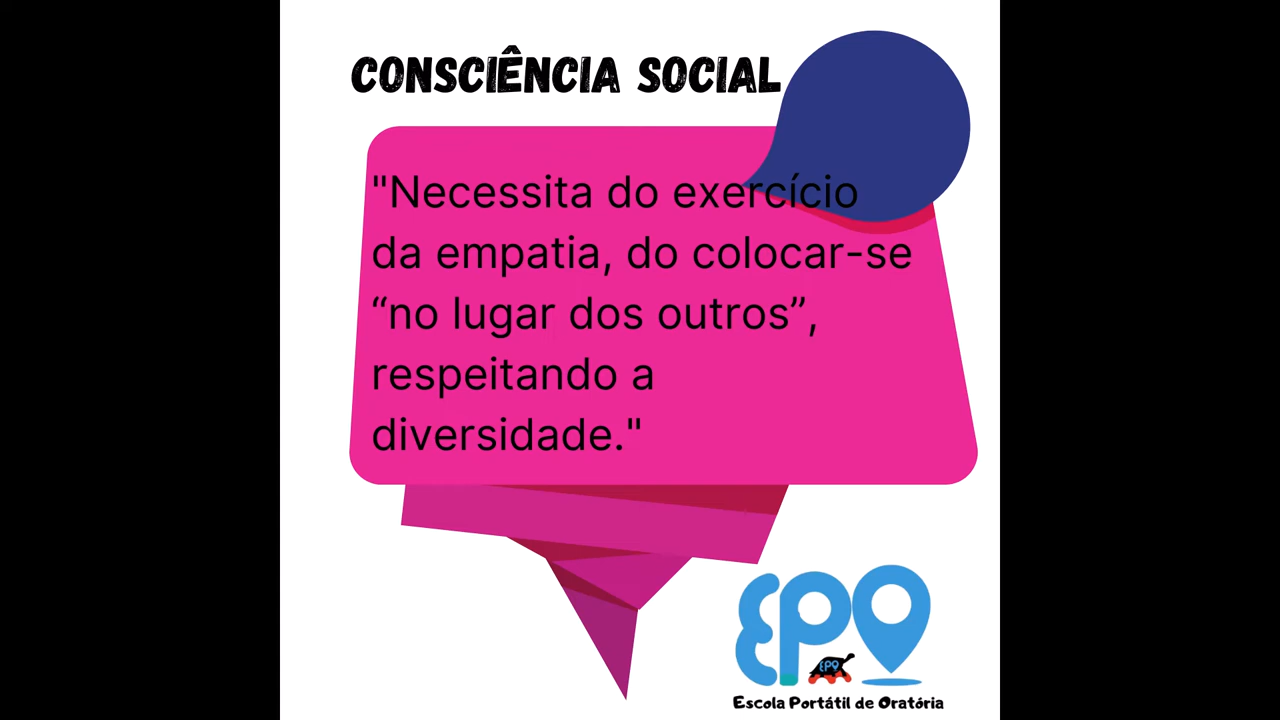 CONSCIÊNCIA SOCIAL
"Necessita do exercício
da empatia, do colocar-se
“no lugar dos outros”,
respeitando a
diversidade."
EPO
EPO
Escola Portátil de Oratória